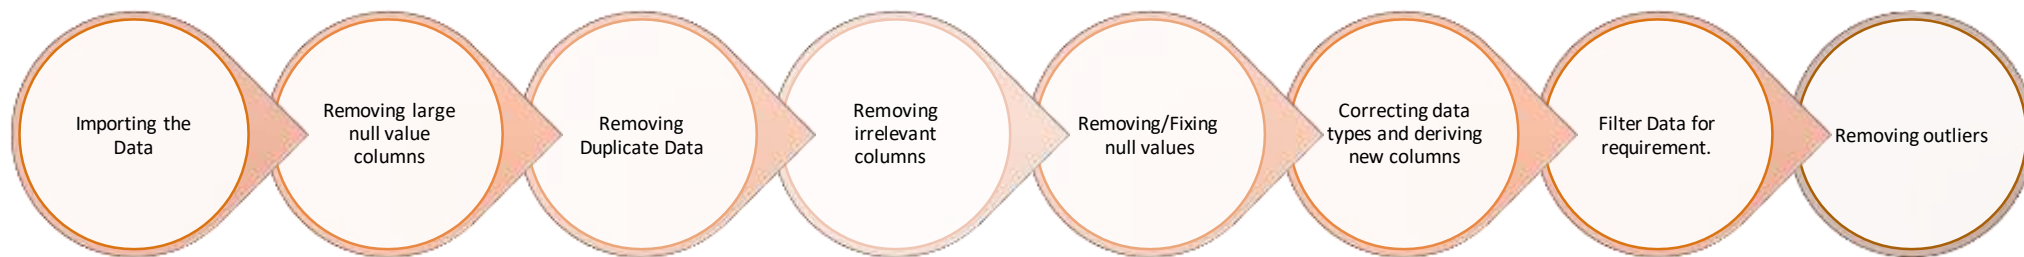 Importing the
Data
Removing large
null value
columns
Removing
Duplicate Data
Removing
irrelevant
columns
Removing/Fixing
null values
Correcting data
types and deriving
new columns
Filter Data for
requirement.
Removing outliers